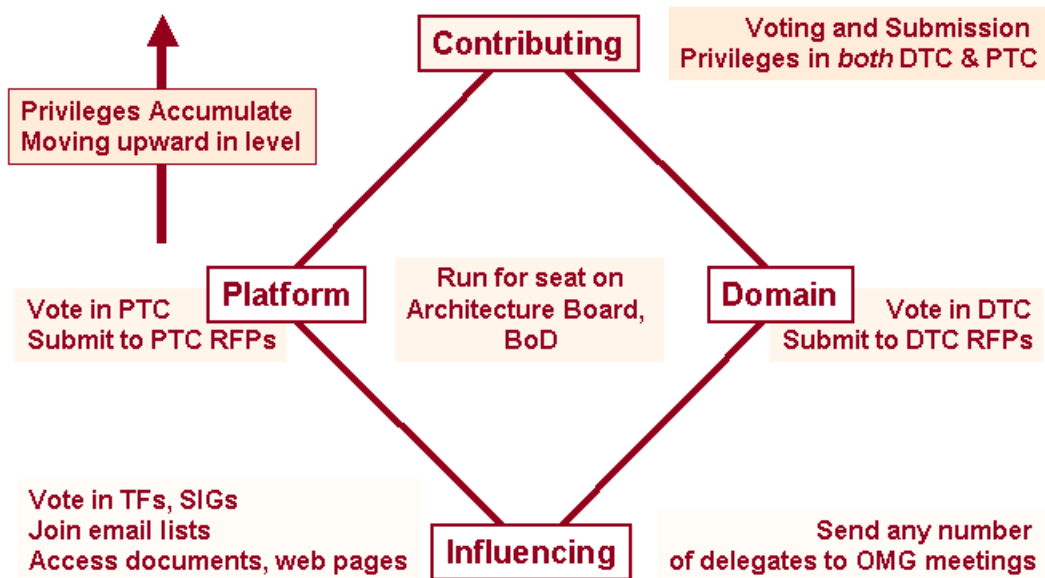 Contributing
Voting and Submission
Privileges in both DTC & PTC
Privileges Accumulate
Moving upward in level
Platform
Vote in PTC
Submit to PTC RFPs
Run for seat on
Architecture Board,
BoD
Domain
Vote in DTC
Submit to DTC RFPs
Vote in TFs, SIGs
Join email lists
Access documents, web pages
Influencing
Send any number
of delegates to OMG meetings